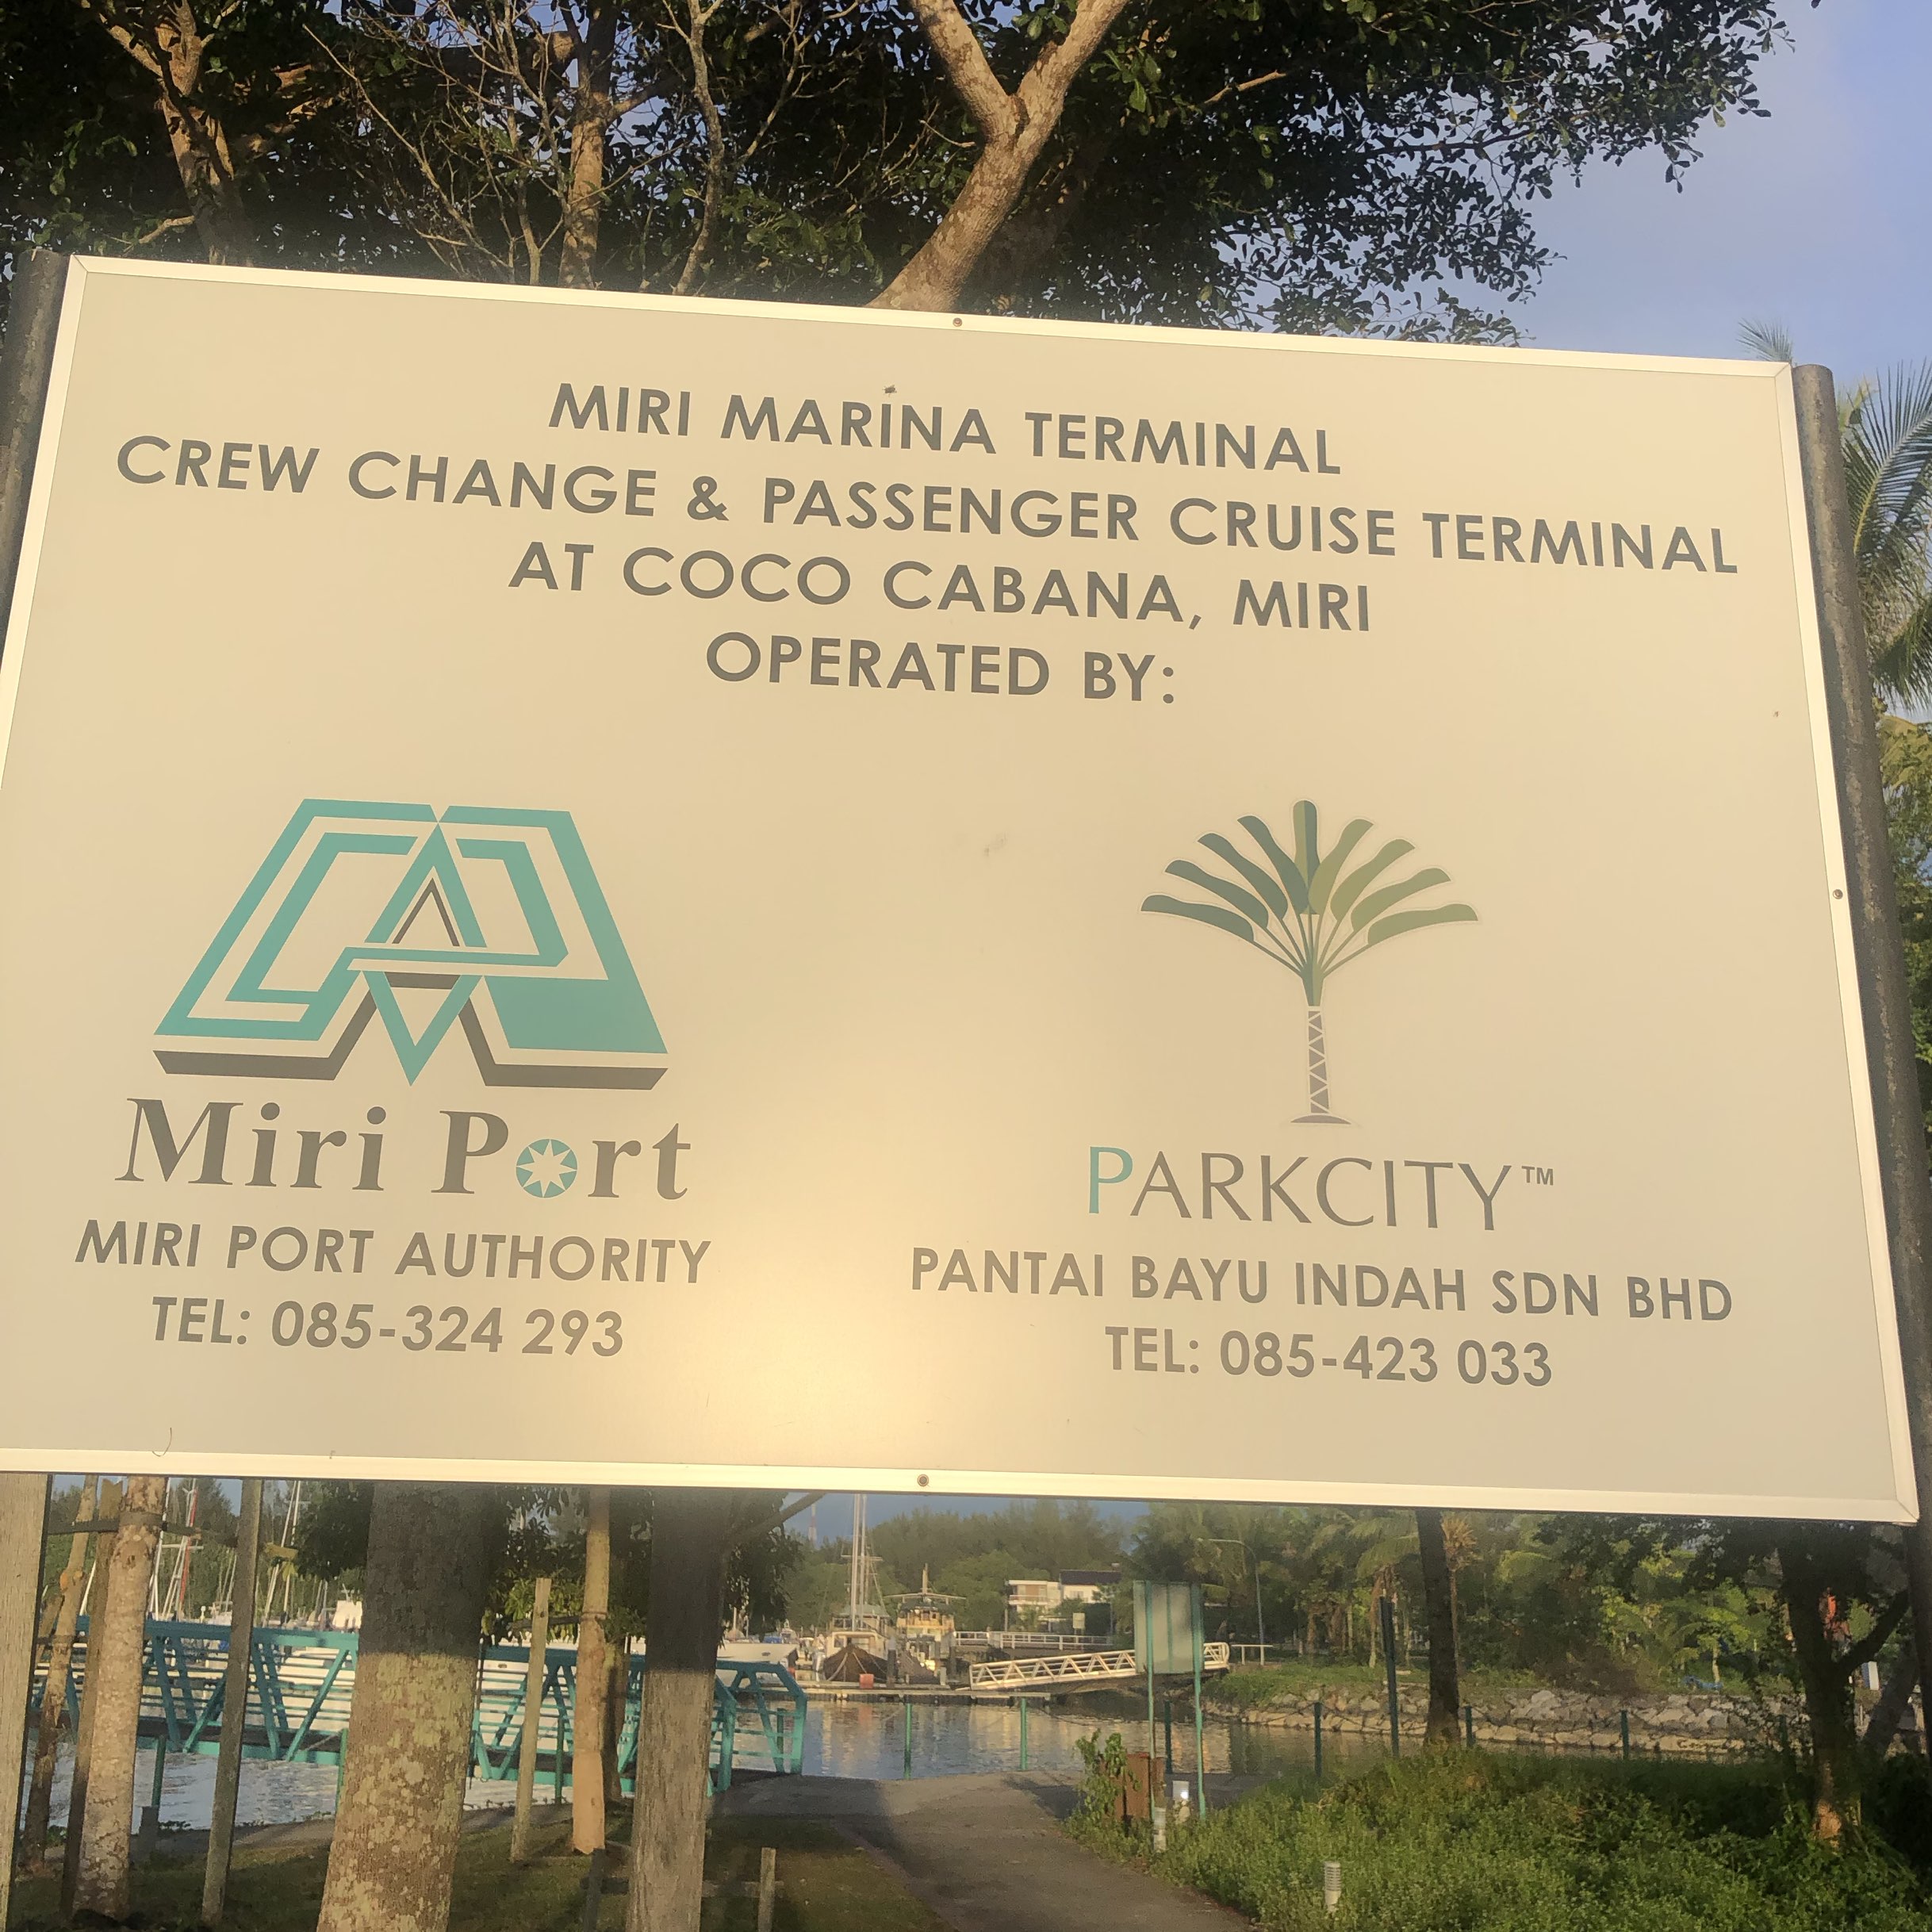 MIRI MARINA TERMINAL
CREW CHANGE & PASSENGER CRUISE TERMINAL
AT COCO CABANA, MIRI
OPERATED BY:
Miri Port
MIRI PORT AUTHORITY
TEL: 085-324 293
PARKCITY™
PANTAI BAYU INDAH SDN BHD
TEL: 085-423 033